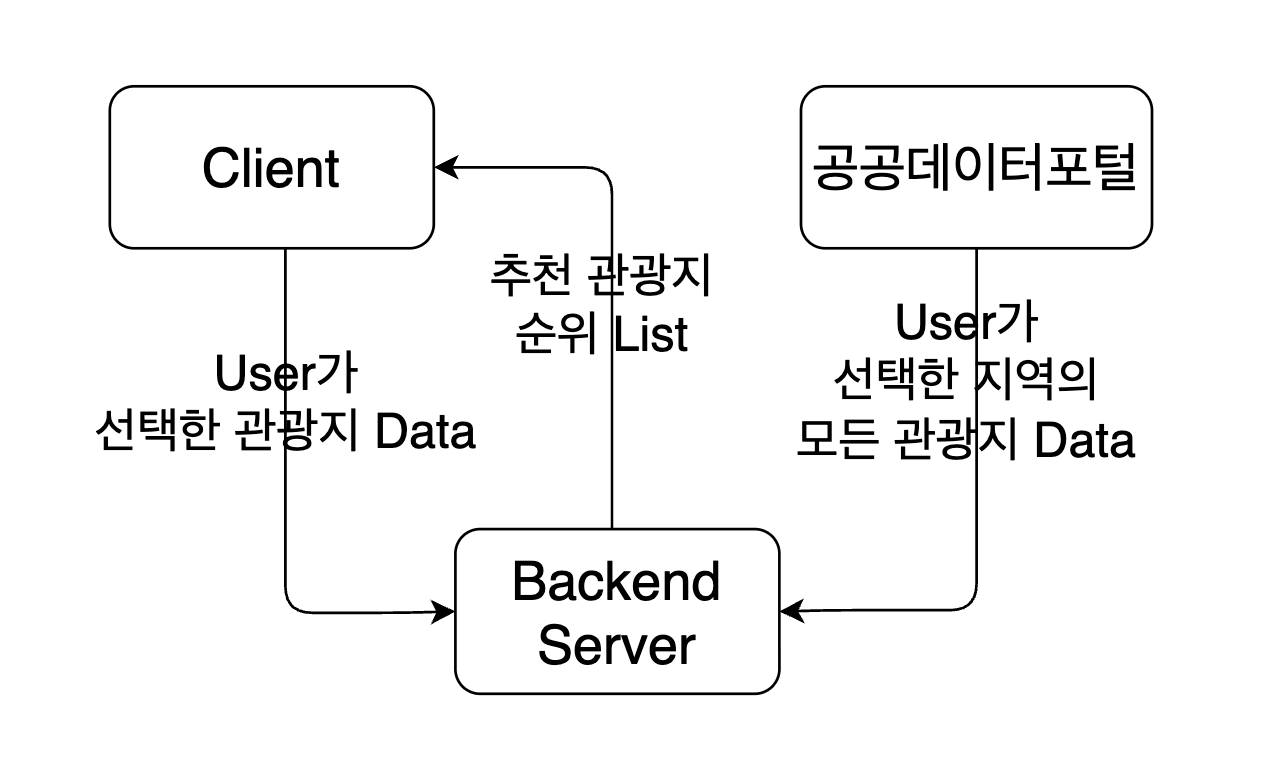 Client
공공데이터포털
추천 관광지
순위 List
User가
선택한 관광지 Data
User가
선택한 지역의
모든 관광지 Data
Backend
Server